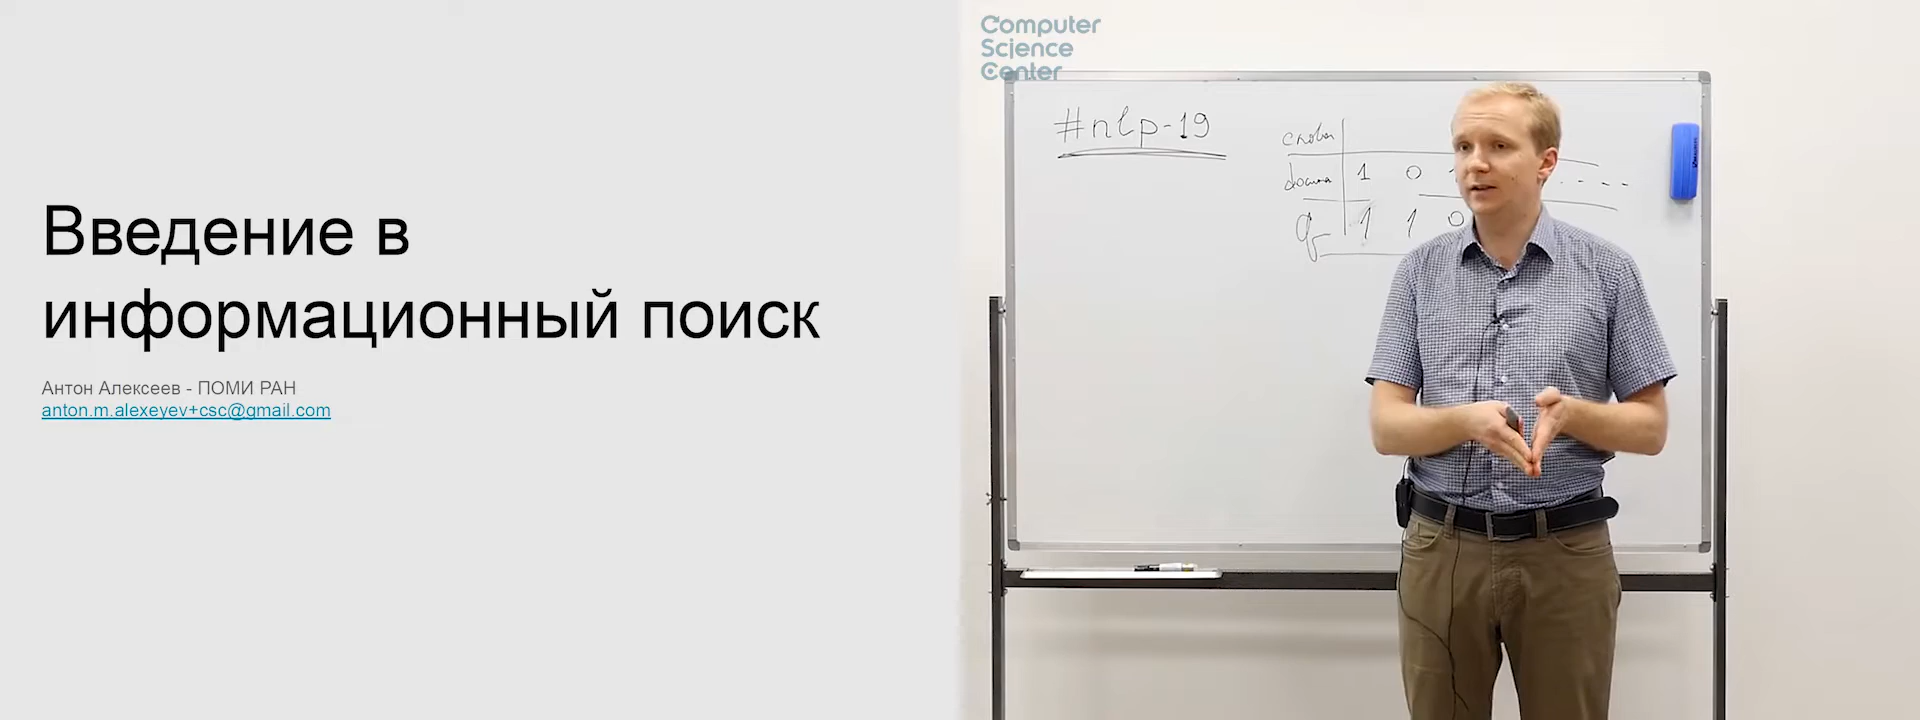 Введение в
информационный поиск
Антон Алексеев - ПОМИ РАН
anton.m.alexeyev+csc@gmail.com
Computer
Science
Center
#nlp-19
слова
1 0
q 1 1 0